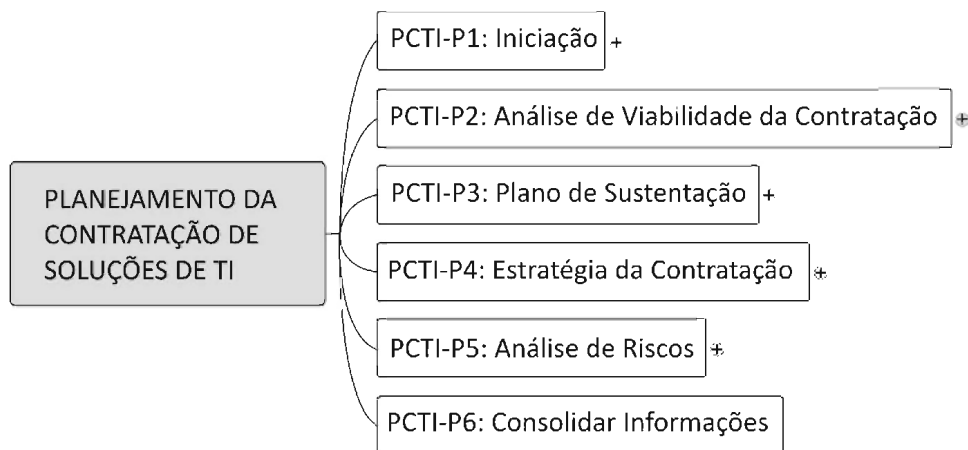 PCTI-P1: Iniciação
PCTI-P2: Análise de Viabilidade da Contratação
PLANEJAMENTO DA
CONTRATAÇÃO DE
SOLUÇÕES DE TI
PCTI-P3: Plano de Sustentação
PCTI-P4: Estratégia da Contratação
PCTI-P5: Análise de Riscos
PCTI-P6: Consolidar Informações